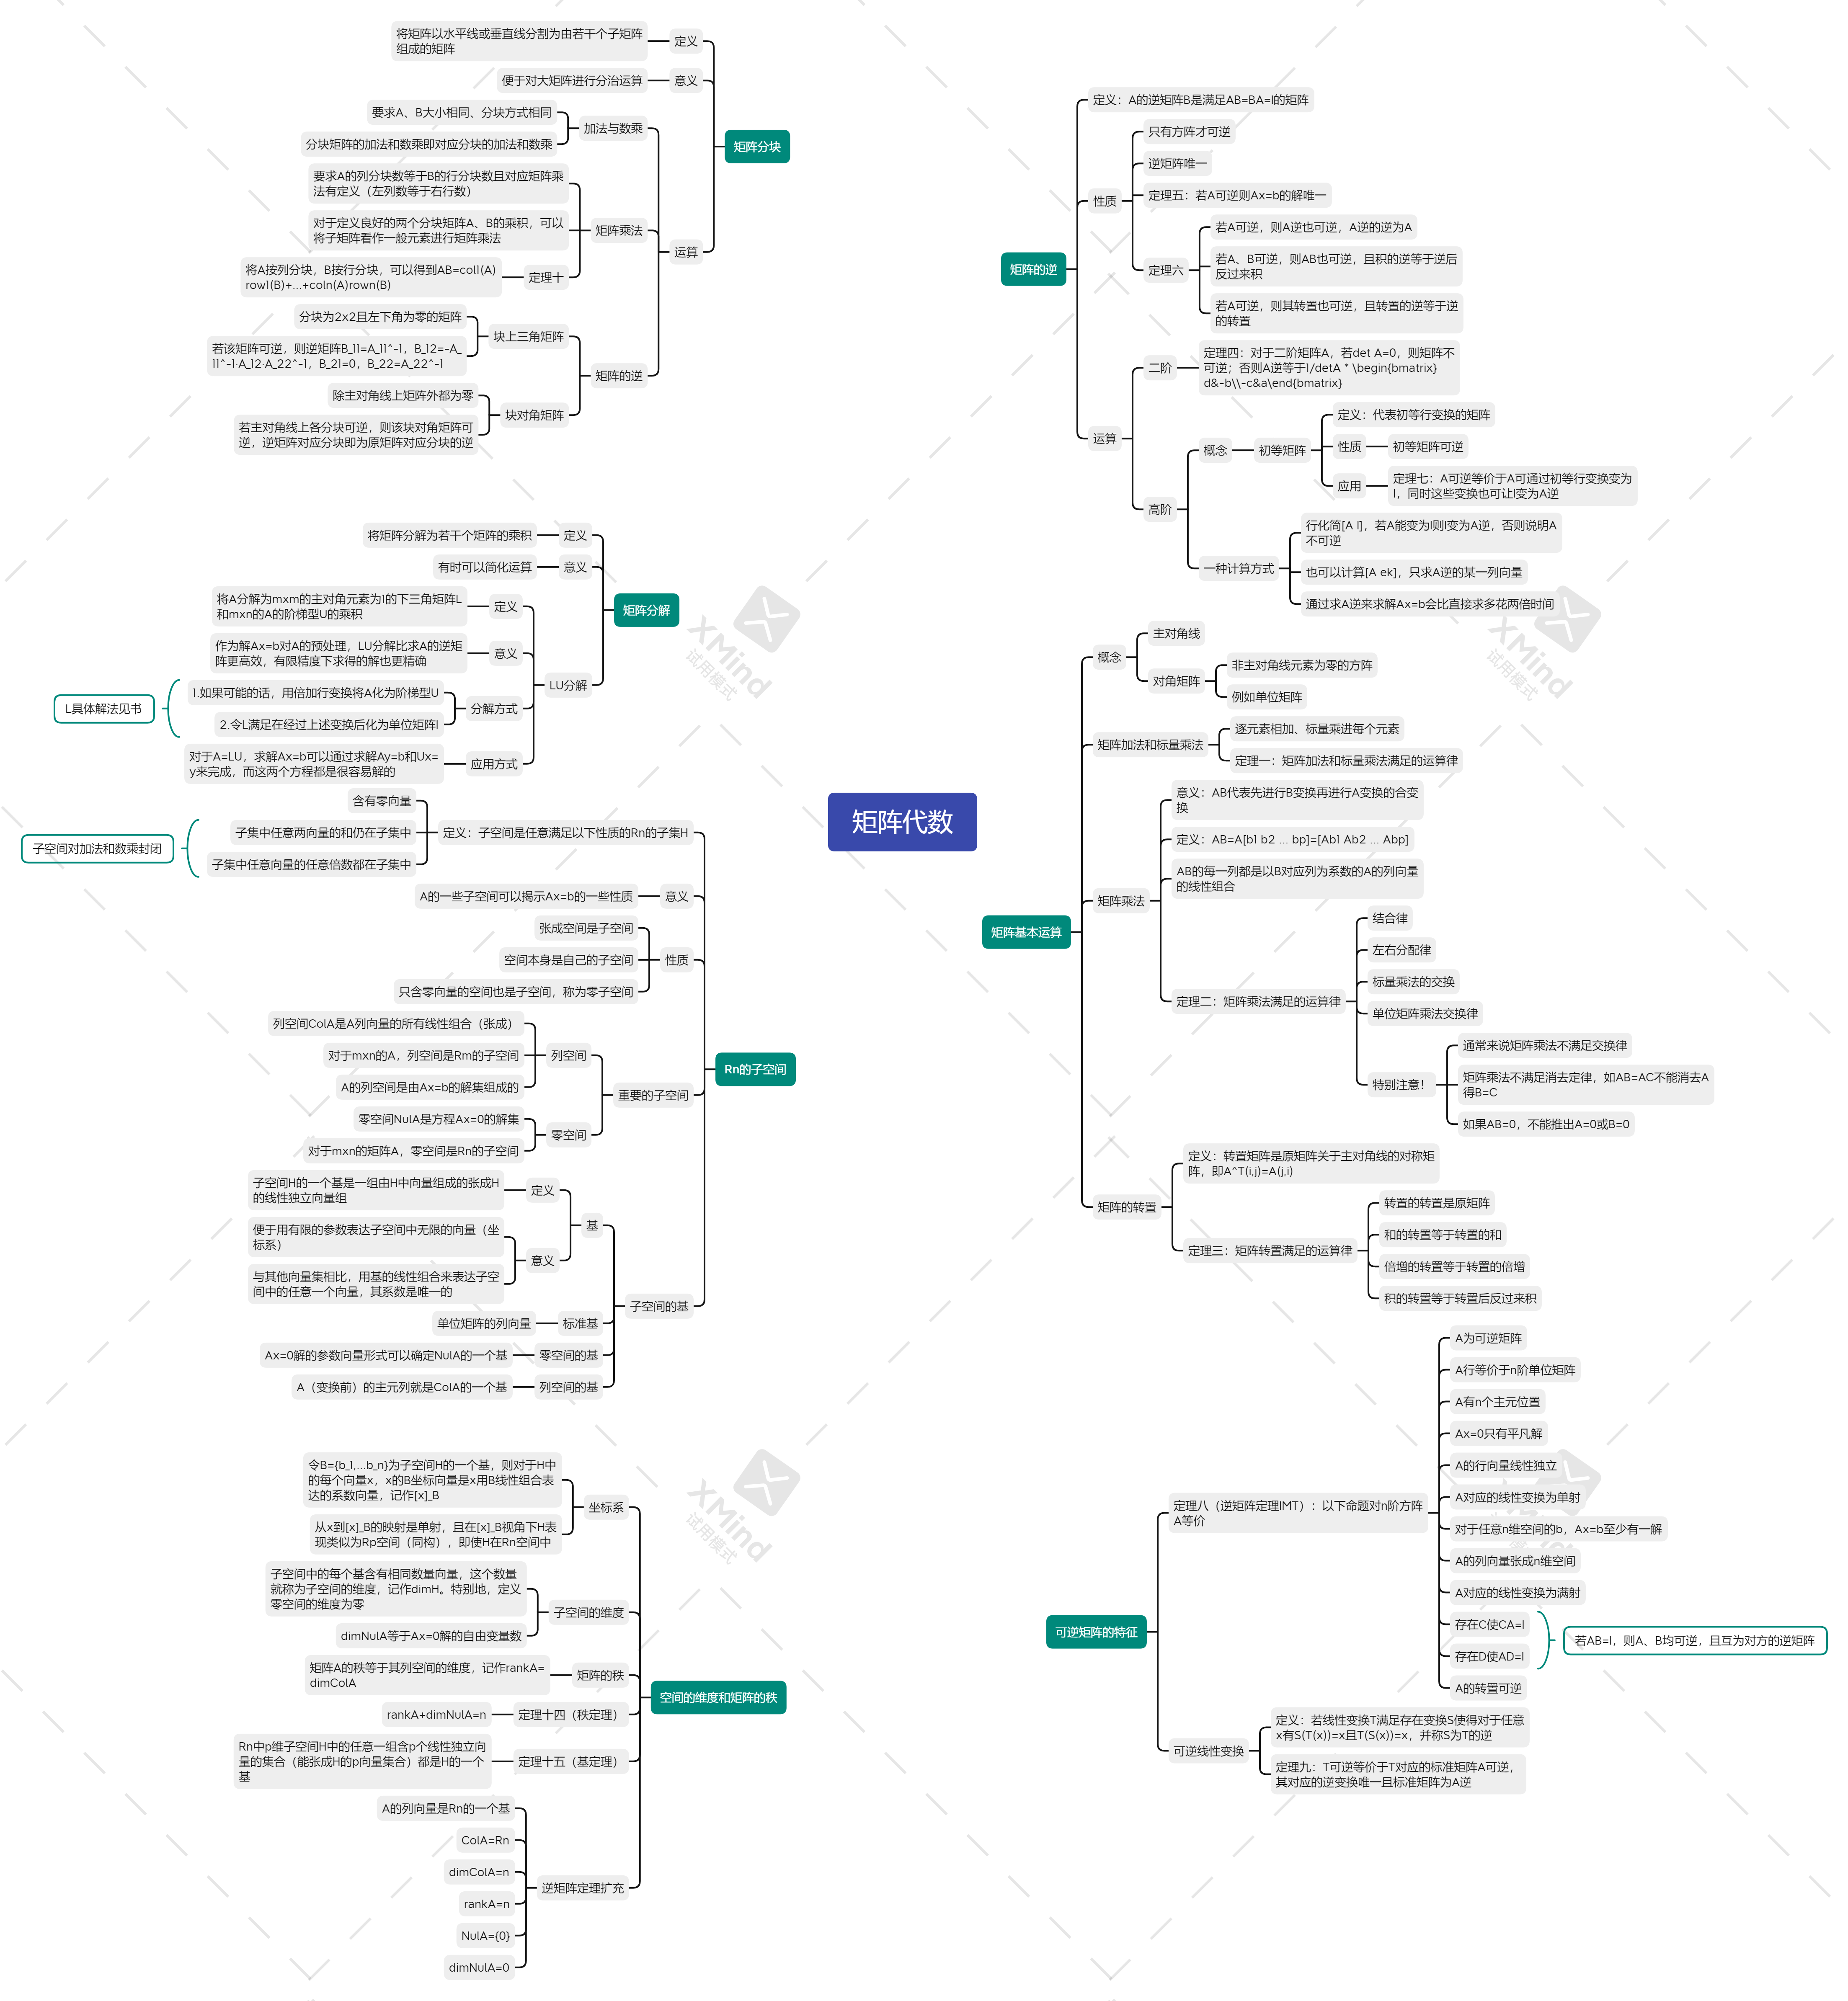 矩阵代数
矩阵的逆
定义：A的逆矩阵B是满足AB=BA=I的矩阵
性质
只有方阵才可逆
逆矩阵唯一
定理五：若A可逆则Ax=b的解唯一
定理六
若A可逆，则A逆也可逆，A逆的逆为A
若A、B可逆，则AB也可逆，且积的逆等于逆后
反过来积
若A可逆，则其转置也可逆，且转置的逆等于逆
的转置
运算
二阶
定理四：对于二阶矩阵A，若det A=0，则矩阵不
可逆；否则A逆等于1/detA * \begin{bmatrix}
d&-b\\-c&a\end{bmatrix}
高阶
概念
初等矩阵
定义：代表初等行变换的矩阵
性质
初等矩阵可逆
应用
定理七：A可逆等价于A可通过初等行变换变为
I，同时这些变换也可让I变为A逆
一种计算方式
行化简[A I]，若A能变为I则I变为A逆，否则说明A
不可逆
也可以计算[A ek]，只求A逆的某一列向量
通过求A逆来求解Ax=b会比直接求多花两倍时间
矩阵基本运算
概念
主对角线
对角矩阵
非主对角线元素为零的方阵
例如单位矩阵
矩阵加法和标量乘法
逐元素相加、标量乘进每个元素
定理一：矩阵加法和标量乘法满足的运算律
矩阵乘法
意义：AB代表先进行B变换再进行A变换的合变
换
定义：AB=A[b1 b2 ... bp]=[Ab1 Ab2 ... Abp]
AB的每一列都是以B对应列为系数的A的列向量
的线性组合
定理二：矩阵乘法满足的运算律
结合律
左右分配律
标量乘法的交换
单位矩阵乘法交换律
特别注意！
通常来说矩阵乘法不满足交换律
矩阵乘法不满足消去定律，如AB=AC不能消去A
得B=C
如果AB=0，不能推出A=0或B=0
矩阵的转置
定义：转置矩阵是原矩阵关于主对角线的对称矩
阵，即A^T(i,j)=A(j,i)
定理三：矩阵转置满足的运算律
转置的转置是原矩阵
和的转置等于转置的和
倍增的转置等于转置的倍增
积的转置等于转置后反过来积
可逆矩阵的特征
定理八（逆矩阵定理IMT）：以下命题对n阶方阵
A等价
A为可逆矩阵
A行等价于n阶单位矩阵
A有n个主元位置
Ax=0只有平凡解
A的行向量线性独立
A对应的线性变换为单射
对于任意n维空间的b，Ax=b至少有一解
A的列向量张成n维空间
A对应的线性变换为满射
存在C使CA=I
存在D使AD=I
A的转置可逆
若AB=I，则A、B均可逆，且互为对方的逆矩阵
可逆线性变换
定义：若线性变换T满足存在变换S使得对于任意
x有S(T(x))=x且T(S(x))=x，并称S为T的逆
定理九：T可逆等价于T对应的标准矩阵A可逆，
其对应的逆变换唯一且标准矩阵为A逆
矩阵分块
定义
将矩阵以水平线或垂直线分割为由若干个子矩阵
组成的矩阵
意义
便于对大矩阵进行分治运算
运算
加法与数乘
要求A、B大小相同、分块方式相同
分块矩阵的加法和数乘即对应分块的加法和数乘
矩阵乘法
要求A的列分块数等于B的行分块数且对应矩阵乘
法有定义（左列数等于右行数）
对于定义良好的两个分块矩阵A、B的乘积，可以
将子矩阵看作一般元素进行矩阵乘法
定理十
将A按列分块，B按行分块，可以得到AB=col1(A)
row1(B)+...+coln(A)rown(B)
矩阵的逆
块上三角矩阵
分块为2x2且左下角为零的矩阵
若该矩阵可逆，则逆矩阵B_11=A_11^-1，B_12=-A_
11^-1·A_12·A_22^-1，B_21=0，B_22=A_22^-1
块对角矩阵
除主对角线上矩阵外都为零
若主对角线上各分块可逆，则该块对角矩阵可
逆，逆矩阵对应分块即为原矩阵对应分块的逆
矩阵分解
定义
将矩阵分解为若干个矩阵的乘积
意义
有时可以简化运算
LU分解
定义
将A分解为mxm的主对角元素为1的下三角矩阵L
和mxn的A的阶梯型U的乘积
意义
作为解Ax=b对A的预处理，LU分解比求A的逆矩
阵更高效，有限精度下求得的解也更精确
分解方式
1.如果可能的话，用倍加行变换将A化为阶梯型U
2.令L满足在经过上述变换后化为单位矩阵I
L具体解法见书
应用方式
对于A=LU，求解Ax=b可以通过求解Ay=b和Ux=
y来完成，而这两个方程都是很容易解的
Rn的子空间
定义：子空间是任意满足以下性质的Rn的子集H
含有零向量
子集中任意两向量的和仍在子集中
子集中任意向量的任意倍数都在子集中
子空间对加法和数乘封闭
意义
A的一些子空间可以揭示Ax=b的一些性质
性质
张成空间是子空间
空间本身是自己的子空间
只含零向量的空间也是子空间，称为零子空间
重要的子空间
列空间
列空间ColA是A列向量的所有线性组合（张成）
对于mxn的A，列空间是Rm的子空间
A的列空间是由Ax=b的解集组成的
零空间
零空间NulA是方程Ax=0的解集
对于mxn的矩阵A，零空间是Rn的子空间
子空间的基
基
定义
子空间H的一个基是一组由H中向量组成的张成H
的线性独立向量组
意义
便于用有限的参数表达子空间中无限的向量（坐
标系）
与其他向量集相比，用基的线性组合来表达子空
间中的任意一个向量，其系数是唯一的
标准基
单位矩阵的列向量
零空间的基
Ax=0解的参数向量形式可以确定NulA的一个基
列空间的基
A（变换前）的主元列就是ColA的一个基
空间的维度和矩阵的秩
坐标系
令B={b_1,...b_n}为子空间H的一个基，则对于H中
的每个向量x，x的B坐标向量是x用B线性组合表
达的系数向量，记作[x]_B
从x到[x]_B的映射是单射，且在[x]_B视角下H表
现类似为Rp空间（同构），即使H在Rn空间中
子空间的维度
子空间中的每个基含有相同数量向量，这个数量
就称为子空间的维度，记作dimH。特别地，定义
零空间的维度为零
dimNulA等于Ax=0解的自由变量数
矩阵的秩
矩阵A的秩等于其列空间的维度，记作rankA=
dimColA
定理十四（秩定理）
rankA+dimNulA=n
定理十五（基定理）
Rn中p维子空间H中的任意一组含p个线性独立向
量的集合（能张成H的p向量集合）都是H的一个
基
逆矩阵定理扩充
A的列向量是Rn的一个基
ColA=Rn
dimColA=n
rankA=n
NulA={0}
dimNulA=0
XMind
试用模式
XMind
试用模式
XMind
试用模式